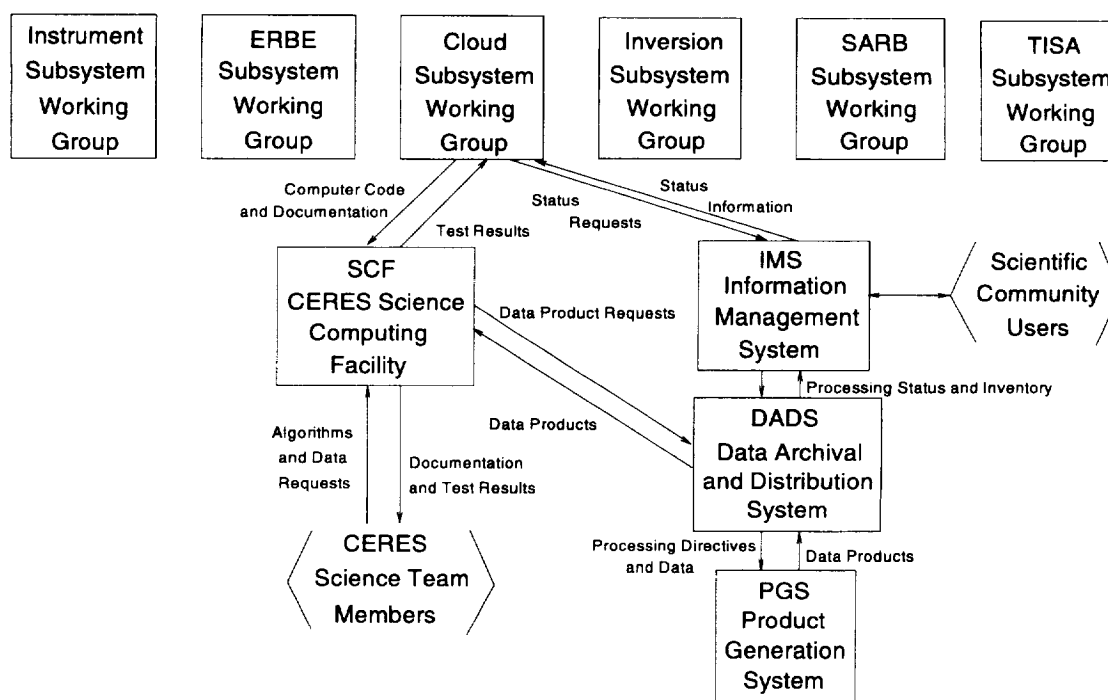 Instrument
Subsystem
Working
Group
ERBE
Subsystem
Working
Group
Cloud
Subsystem
Working
Group
Inversion
Subsystem
Working
Group
SARB
Subsystem
Working
Group
TISA
Subsystem
Working
Group
Computer Code
and Documentation
Test Results
Status
Requests
Status
Information
SCF
CERES Science
Computing
Facility
IMS
Information
Management
System
Scientific
Community
Users
Data Product Requests
Data Products
Processing Status and Inventory
DADS
Data Archival
and Distribution
System
Algorithms
and Data
Requests
Documentation
and Test Results
CERES
Science Team
Members
Processing Directives
and Data
Data Products
PGS
Product
Generation
System